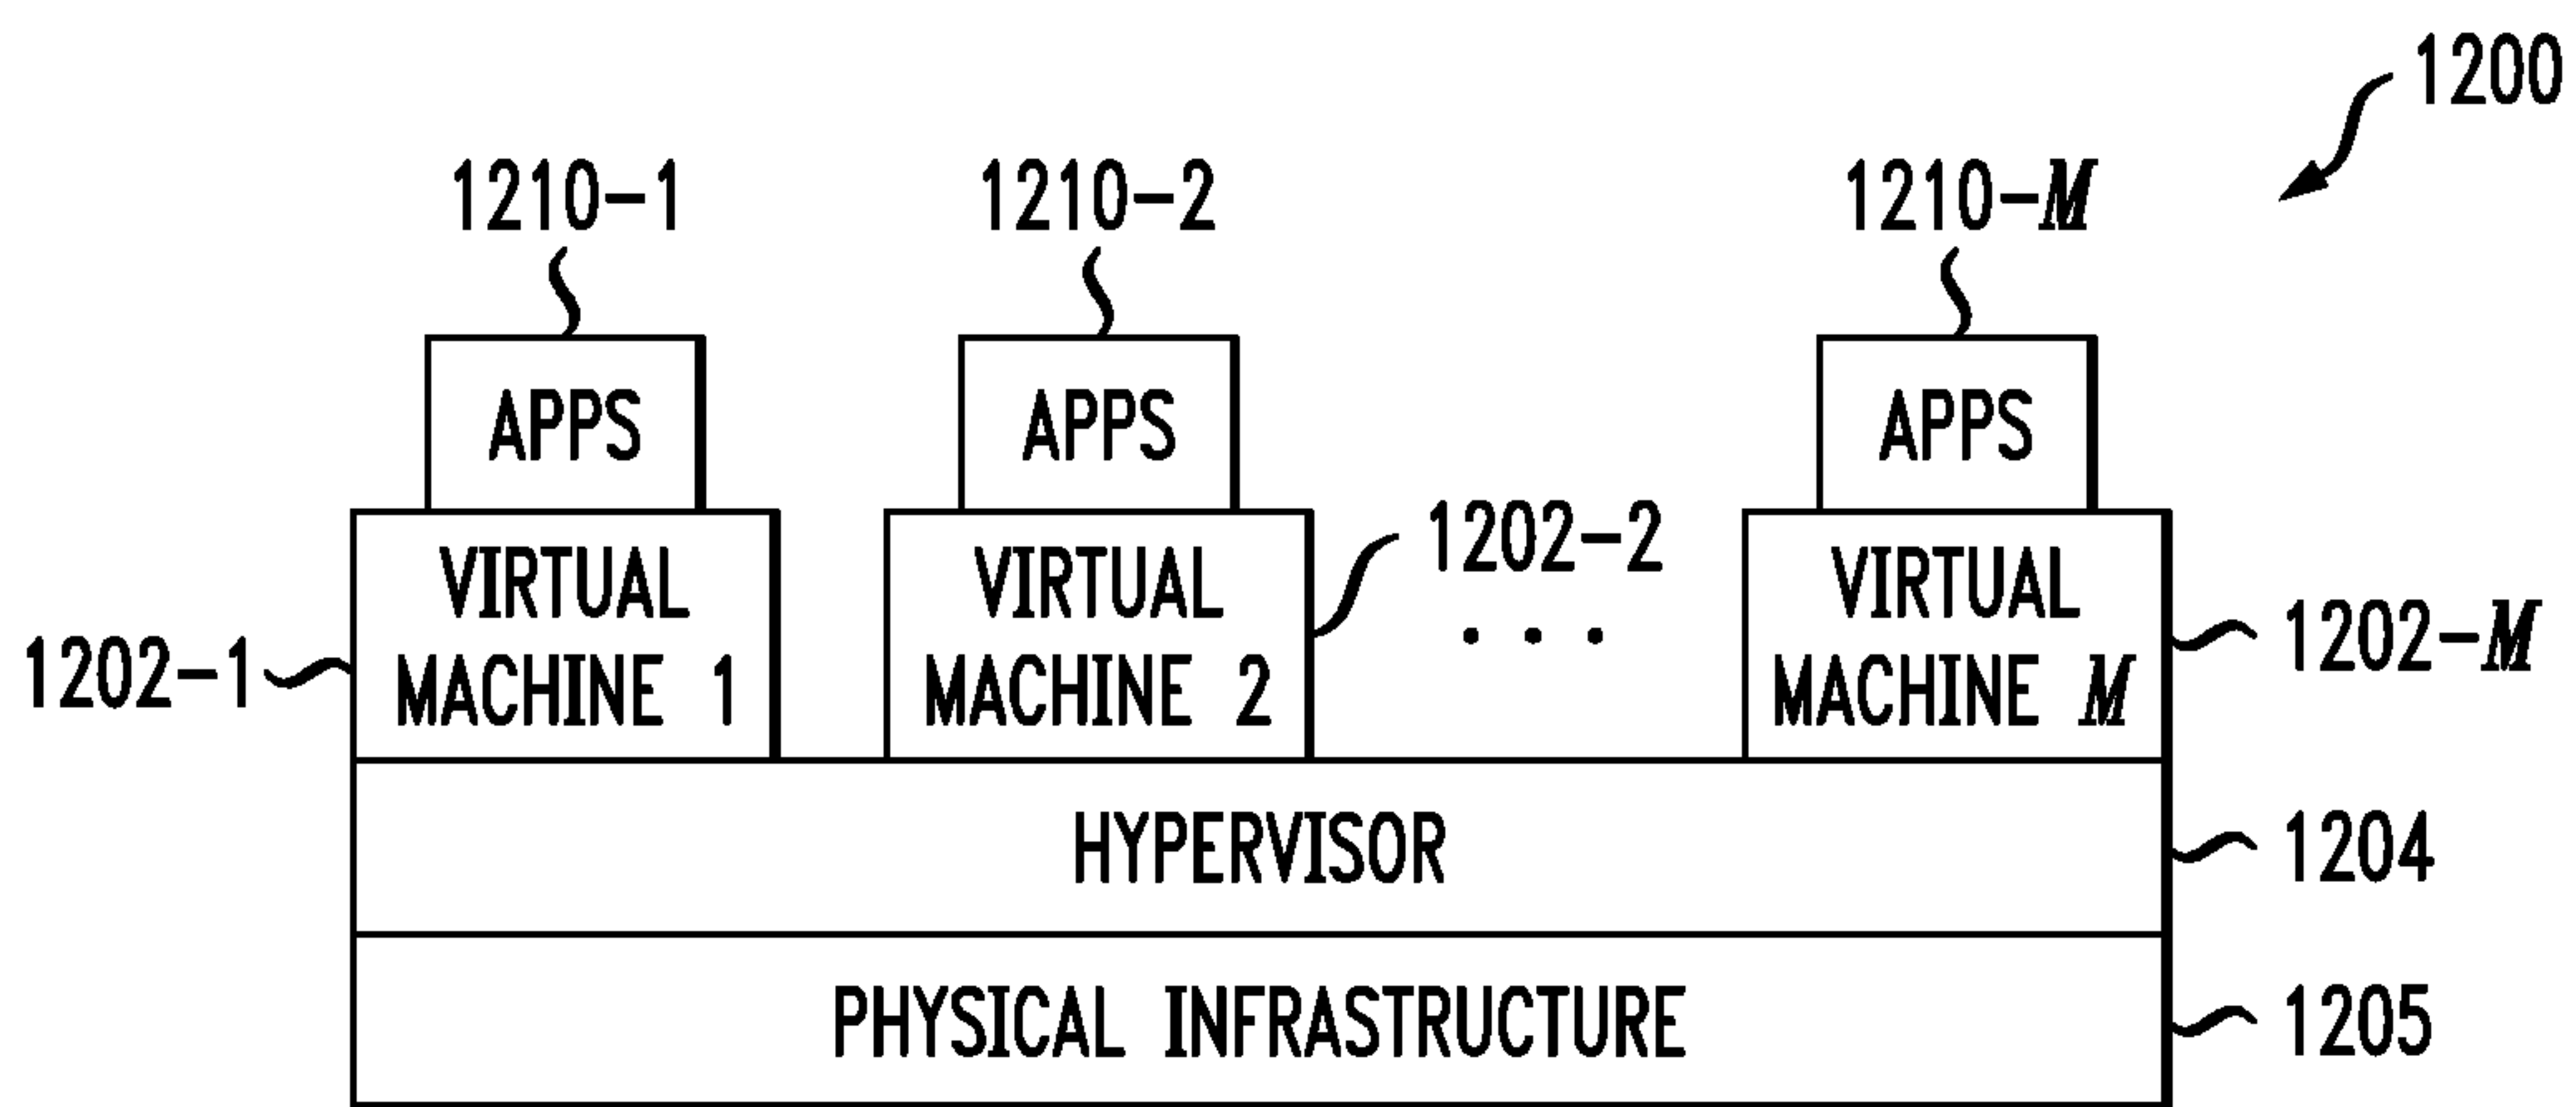 1200
1210-1
1210-2
1210-M
APPS
APPS
APPS
1202-2
VIRTUAL
MACHINE 1
VIRTUAL
MACHINE 2
. . .
VIRTUAL
MACHINE M
1202-1
1202-M
HYPERVISOR
1204
PHYSICAL INFRASTRUCTURE
1205